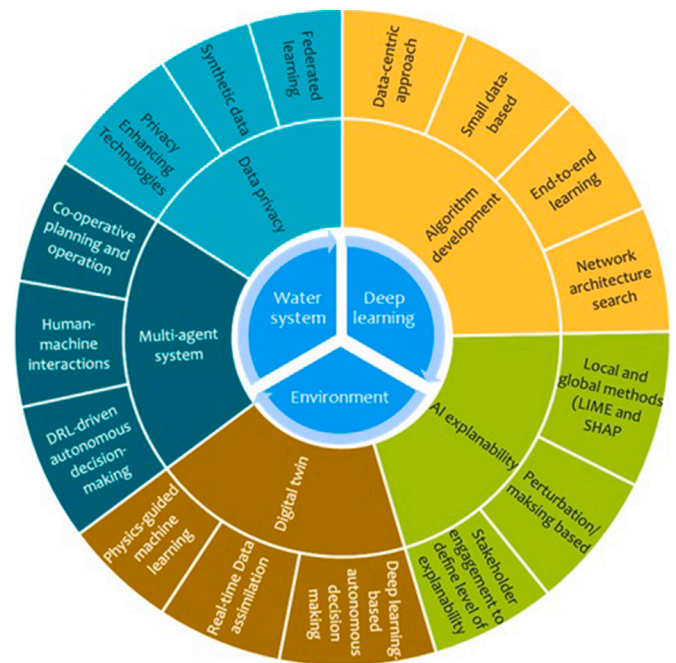 Federated
learning
Synthetic data
Privacy
Enhancing
Technologies
Data privacy
Data-centric
approach
Small data-
based
End-to-end
learning
Network
architecture
search
Algorithm
development
Co-operative
planning and
operation
Human-
machine
interactions
DRL-driven
autonomous
decision-
making
Multi-agent
system
Water
system
Deep
learning
Environment
Local and
global methods
(LIME and
SHAP
Perturbation/
maksing based
Stakeholder
engagement to
define level of
explanability
AI explanability
Digital twin
Physics-guided
machine
learning
Real-time Data
assimilation
Deep learning-
based
autonomous
decision
making